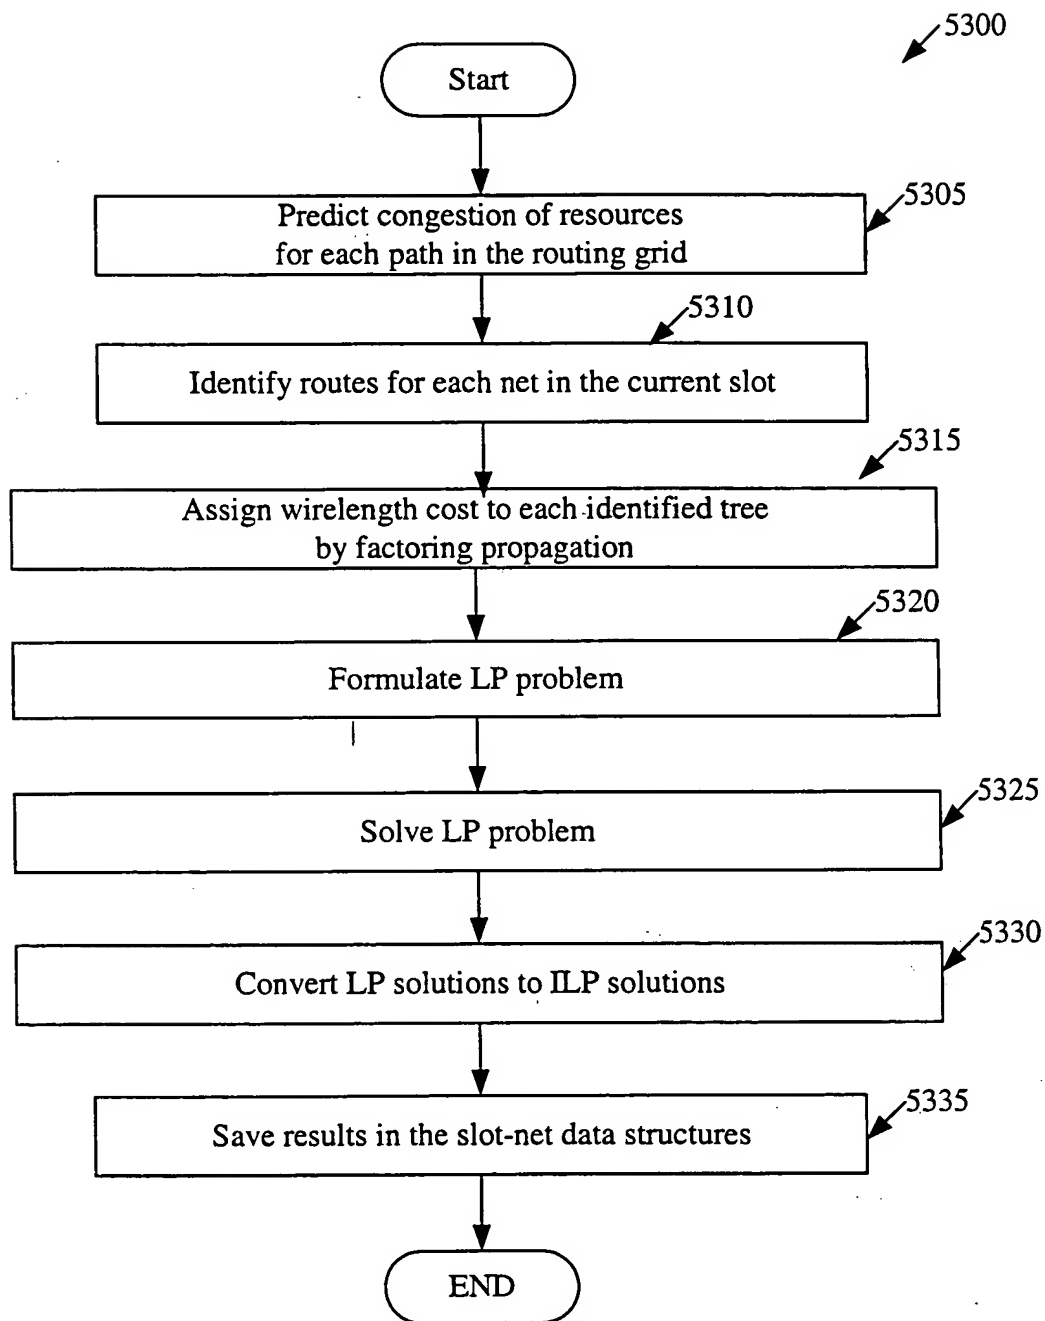 5300
Start
5305
Predict congestion of resources
for each path in the routing grid
5310
Identify routes for each net in the current slot
5315
Assign wirelength cost to each identified tree
by factoring propagation
5320
Formulate LP problem
5325
Solve LP problem
5330
Convert LP solutions to ILP solutions
5335
Save results in the slot-net data structures
END